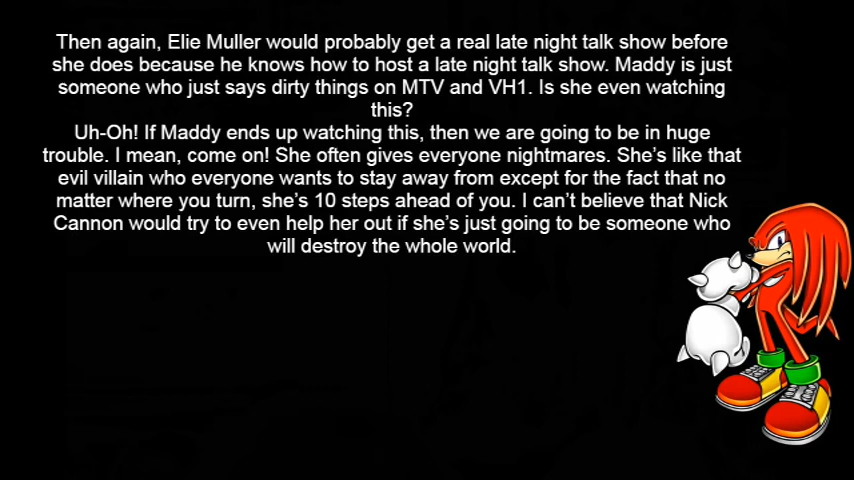 Then again, Elie Muller would probably get a real late night talk show before
she does because he knows how to host a late night talk show. Maddy is just
someone who just says dirty things on MTV and VH1. Is she even watching
this?
Uh-Oh! If Maddy ends up watching this, then we are going to be in huge
trouble. I mean, come on! She often gives everyone nightmares. She’s like that
evil villain who everyone wants to stay away from except for the fact that no
matter where you turn, she’s 10 steps ahead of you. I can’t believe that Nick
Cannon would try to even help her out if she’s just going to be someone who
will destroy the whole world.